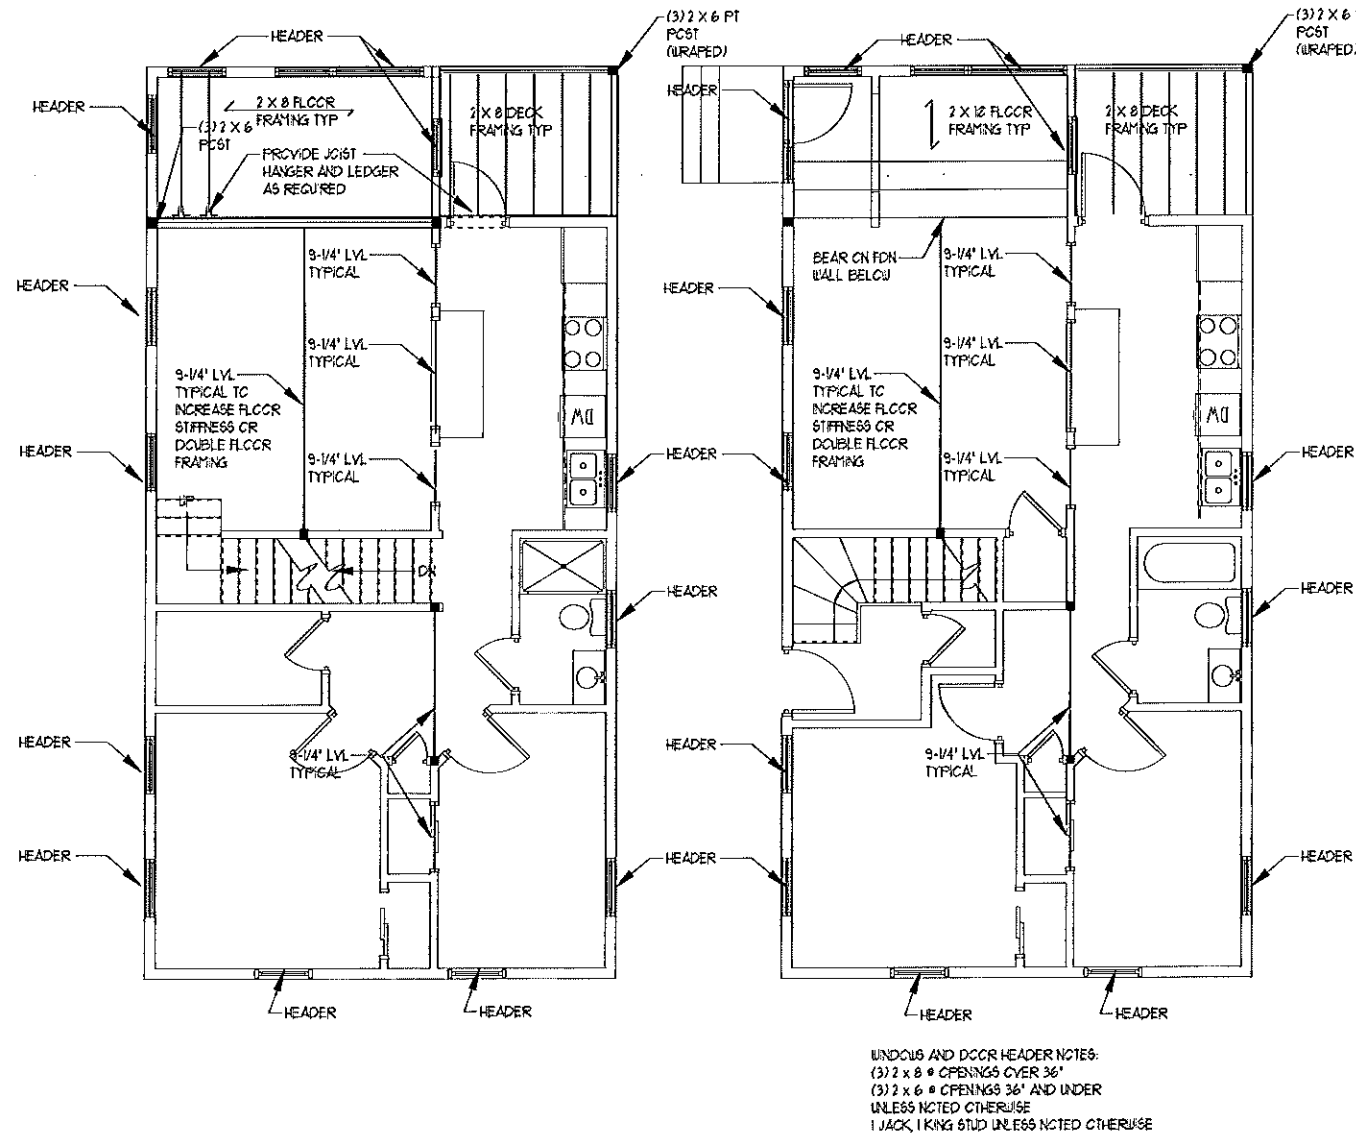 (3) 2 X 6 PT
POST
(WRAPED)
HEADER
HEADER
2 X 8 FLOOR
FRAMING TYP
(3) 2 X 6
POST
PROVIDE JOIST
HANGER AND LEDGER
AS REQUIRED
2 X 8 DECK
FRAMING TYP
HEADER
9-1/4" LVL
TYPICAL
9-1/4" LVL
TYPICAL
9-1/4" LVL
TYPICAL TO
INCREASE FLOOR
STIFFNESS OR
DOUBLE FLOOR
FRAMING
DW
HEADER
9-1/4" LVL
TYPICAL
UP
DN
HEADER
9-1/4" LVL
TYPICAL
HEADER
HEADER
HEADER
HEADER
(3) 2 X 6
POST
(WRAPED)
HEADER
HEADER
2 X 12 FLOOR
FRAMING TYP
2 X 8 DECK
FRAMING TYP
BEAR ON FDN
WALL BELOW
9-1/4" LVL
TYPICAL
HEADER
9-1/4" LVL
TYPICAL
9-1/4" LVL
TYPICAL TO
INCREASE FLOOR
STIFFNESS OR
DOUBLE FLOOR
FRAMING
DW
HEADER
9-1/4" LVL
TYPICAL
HEADER
HEADER
HEADER
HEADER
9-1/4" LVL
TYPICAL
HEADER
HEADER
HEADER
HEADER
WINDOWS AND DOOR HEADER NOTES:
(3) 2 x 8 @ OPENINGS OVER 36"
(3) 2 x 6 @ OPENINGS 36" AND UNDER
UNLESS NOTED OTHERWISE
1 JACK, 1 KING STUD UNLESS NOTED OTHERWISE